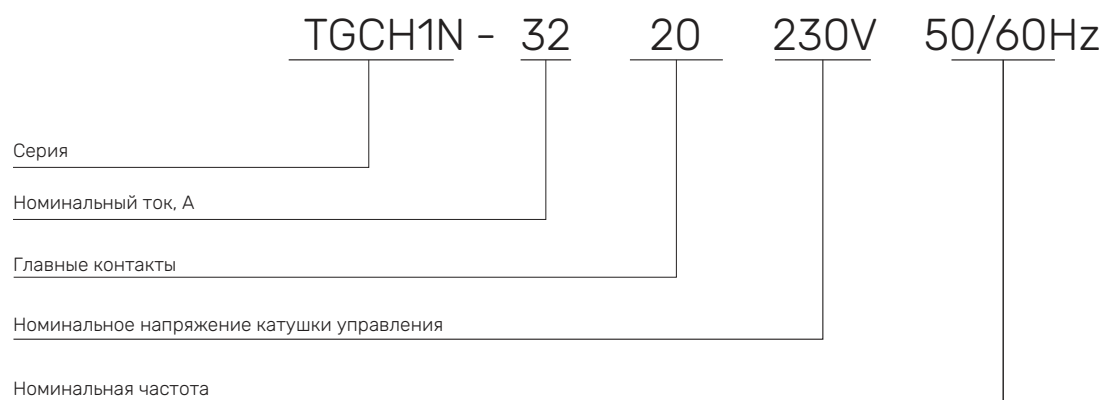 TGCH1N - 32 20 230V 50/60Hz
Серия
Номинальный ток, А
Главные контакты
Номинальное напряжение катушки управления
Номинальная частота